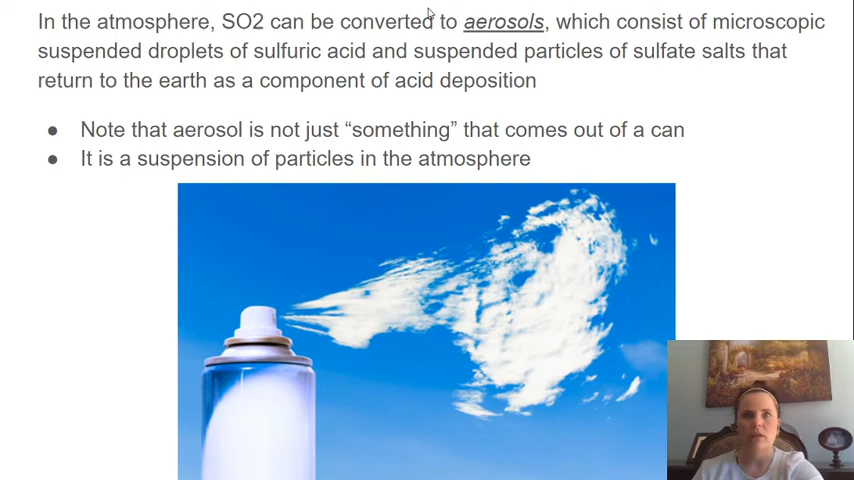 In the atmosphere, SO2 can be converted to aerosols, which consist of microscopic
suspended droplets of sulfuric acid and suspended particles of sulfate salts that
return to the earth as a component of acid deposition
● Note that aerosol is not just “something” that comes out of a can
● It is a suspension of particles in the atmosphere